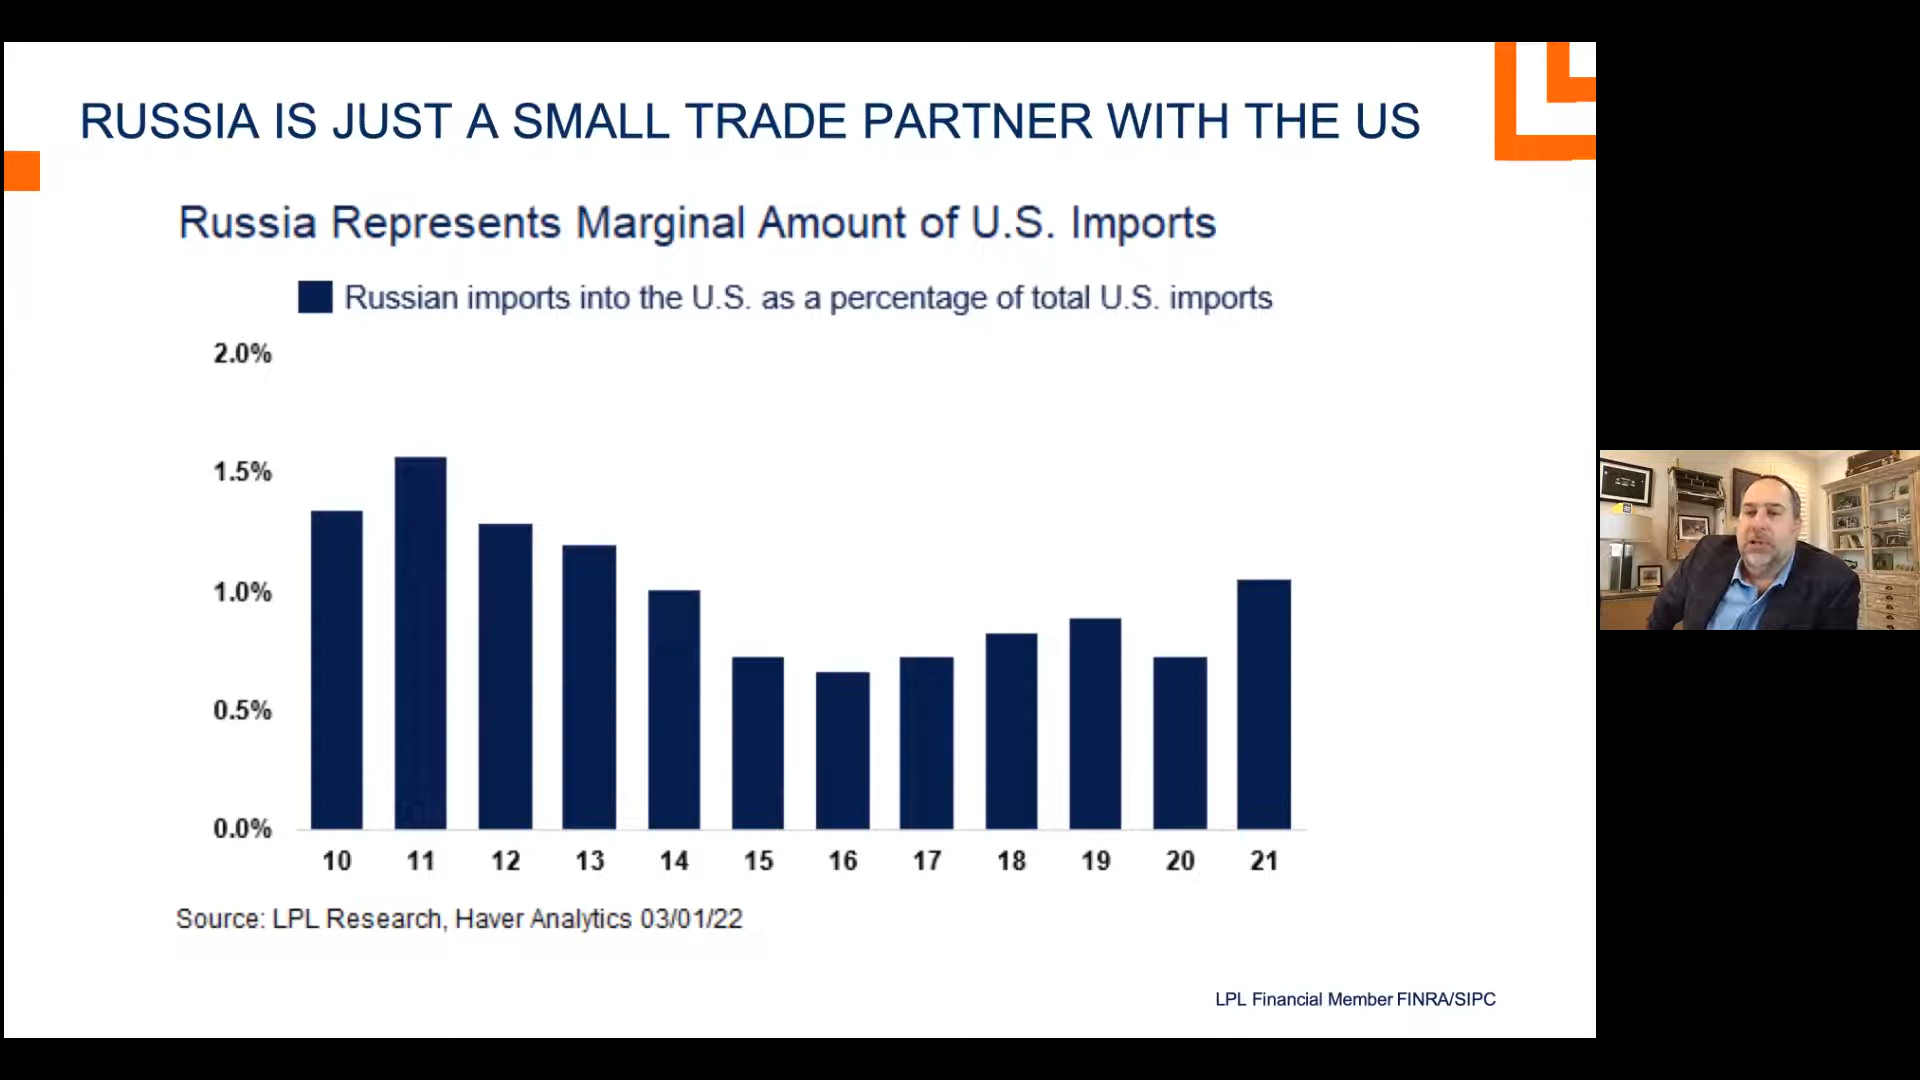 RUSSIA IS JUST A SMALL TRADE PARTNER WITH THE US
Russia Represents Marginal Amount of U.S. Imports
Russian imports into the U.S. as a percentage of total U.S. imports
2.0%
1.5%
1.0%
0.5%
0.0%
10 11 12 13 14 15 16 17 18 19 20 21
Source: LPL Research, Haver Analytics 03/01/22
LPL Financial Member FINRA/SIPC